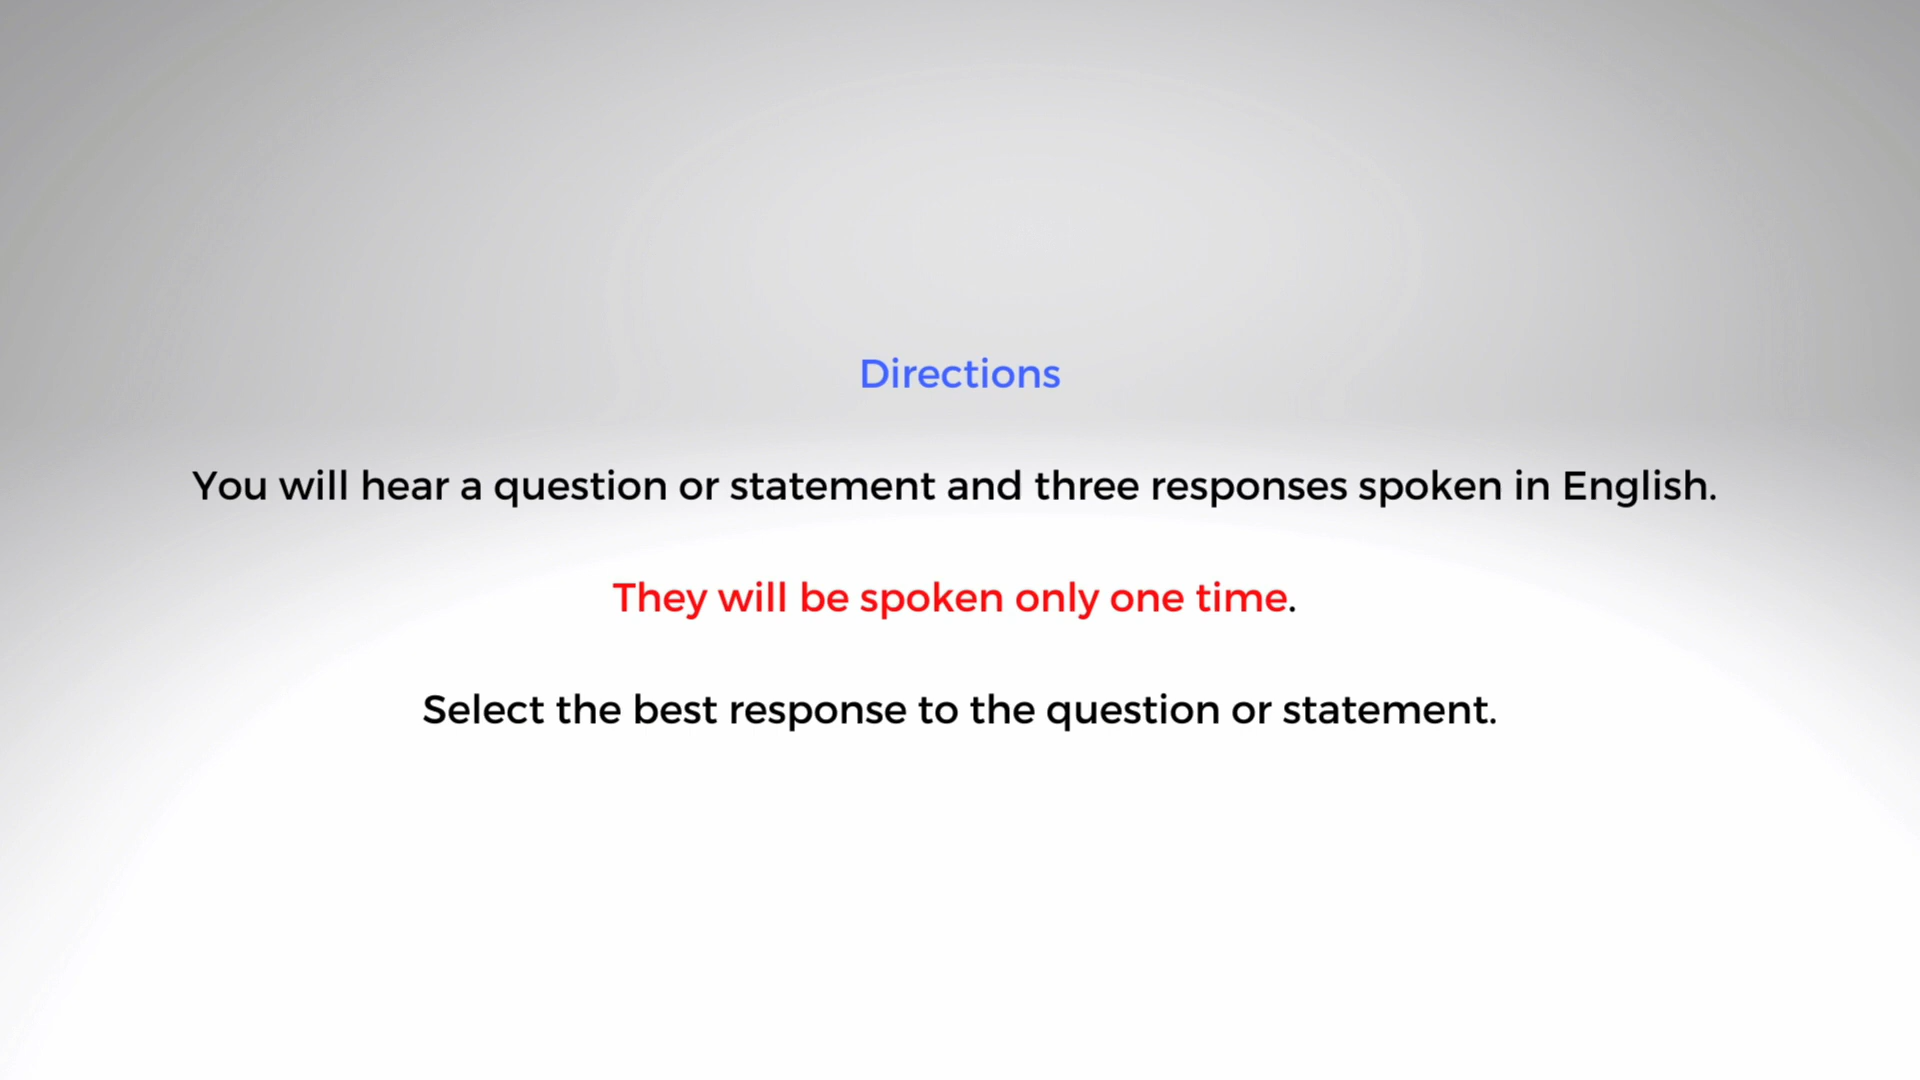 Directions
You will hear a question or statement and three responses spoken in English.
They will be spoken only one time.
Select the best response to the question or statement.